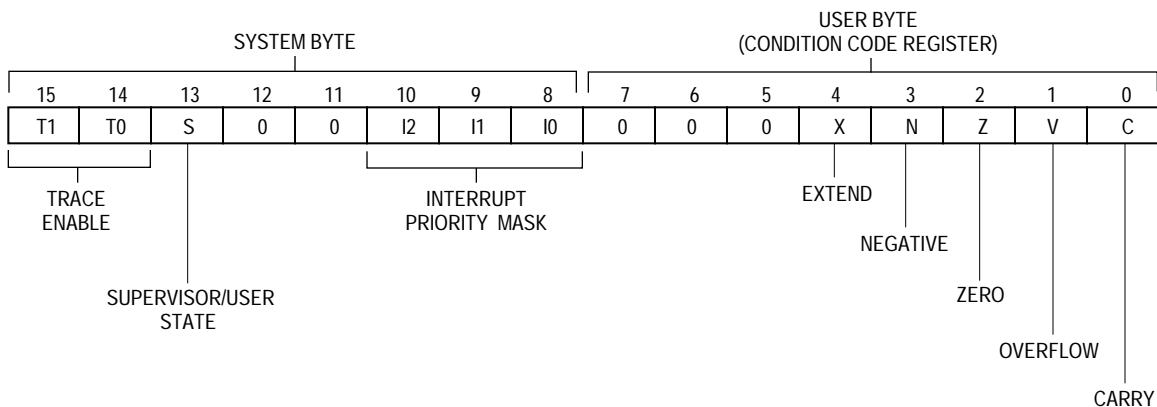 USER BYTE
SYSTEM BYTE
(CONDITION CODE REGISTER)
15 14 13 12 11 10 9 8 7 6 5 4 3 2 1 0
T1 T0 S 0 0 I2 I1 I0 0 0 0 X N Z V C
TRACE
ENABLE
INTERRUPT
PRIORITY MASK
EXTEND
NEGATIVE
SUPERVISOR/USER
STATE
ZERO
OVERFLOW
CARRY